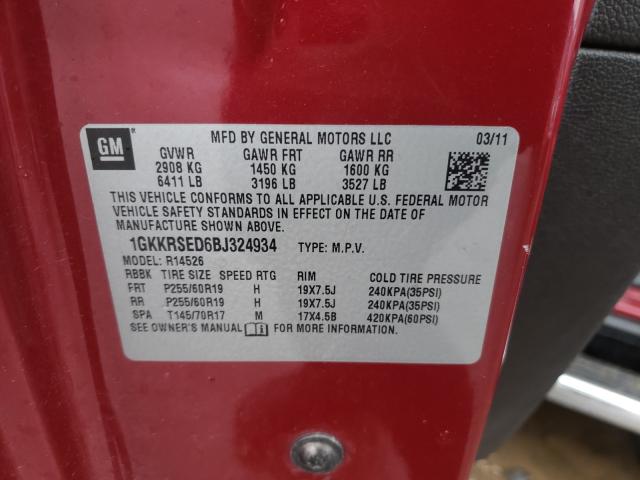 GM
MFD BY GENERAL MOTORS LLC 03/11
GVWR GAWR FRT GAWR RR
2908 KG 1450 KG 1600 KG
6411 LB 3196 LB 3527 LB
THIS VEHICLE CONFORMS TO ALL APPLICABLE U.S. FEDERAL MOTOR
VEHICLE SAFETY STANDARDS IN EFFECT ON THE DATE
OF MANUFACTURE SHOWN ABOVE.
1GKKRSED6BJ324934 TYPE: M.P.V.
MODEL: R14526
RBBK TIRE SIZE SPEED RTG RIM COLD TIRE PRESSURE
FRT P255/60R19 H 19X7.5J 240KPA(35PSI)
RR P255/60R19 H 19X7.5J 240KPA(35PSI)
SPA T145/70R17 M 17X4.5B 420KPA(60PSI)
SEE OWNER'S MANUAL FOR MORE INFORMATION.